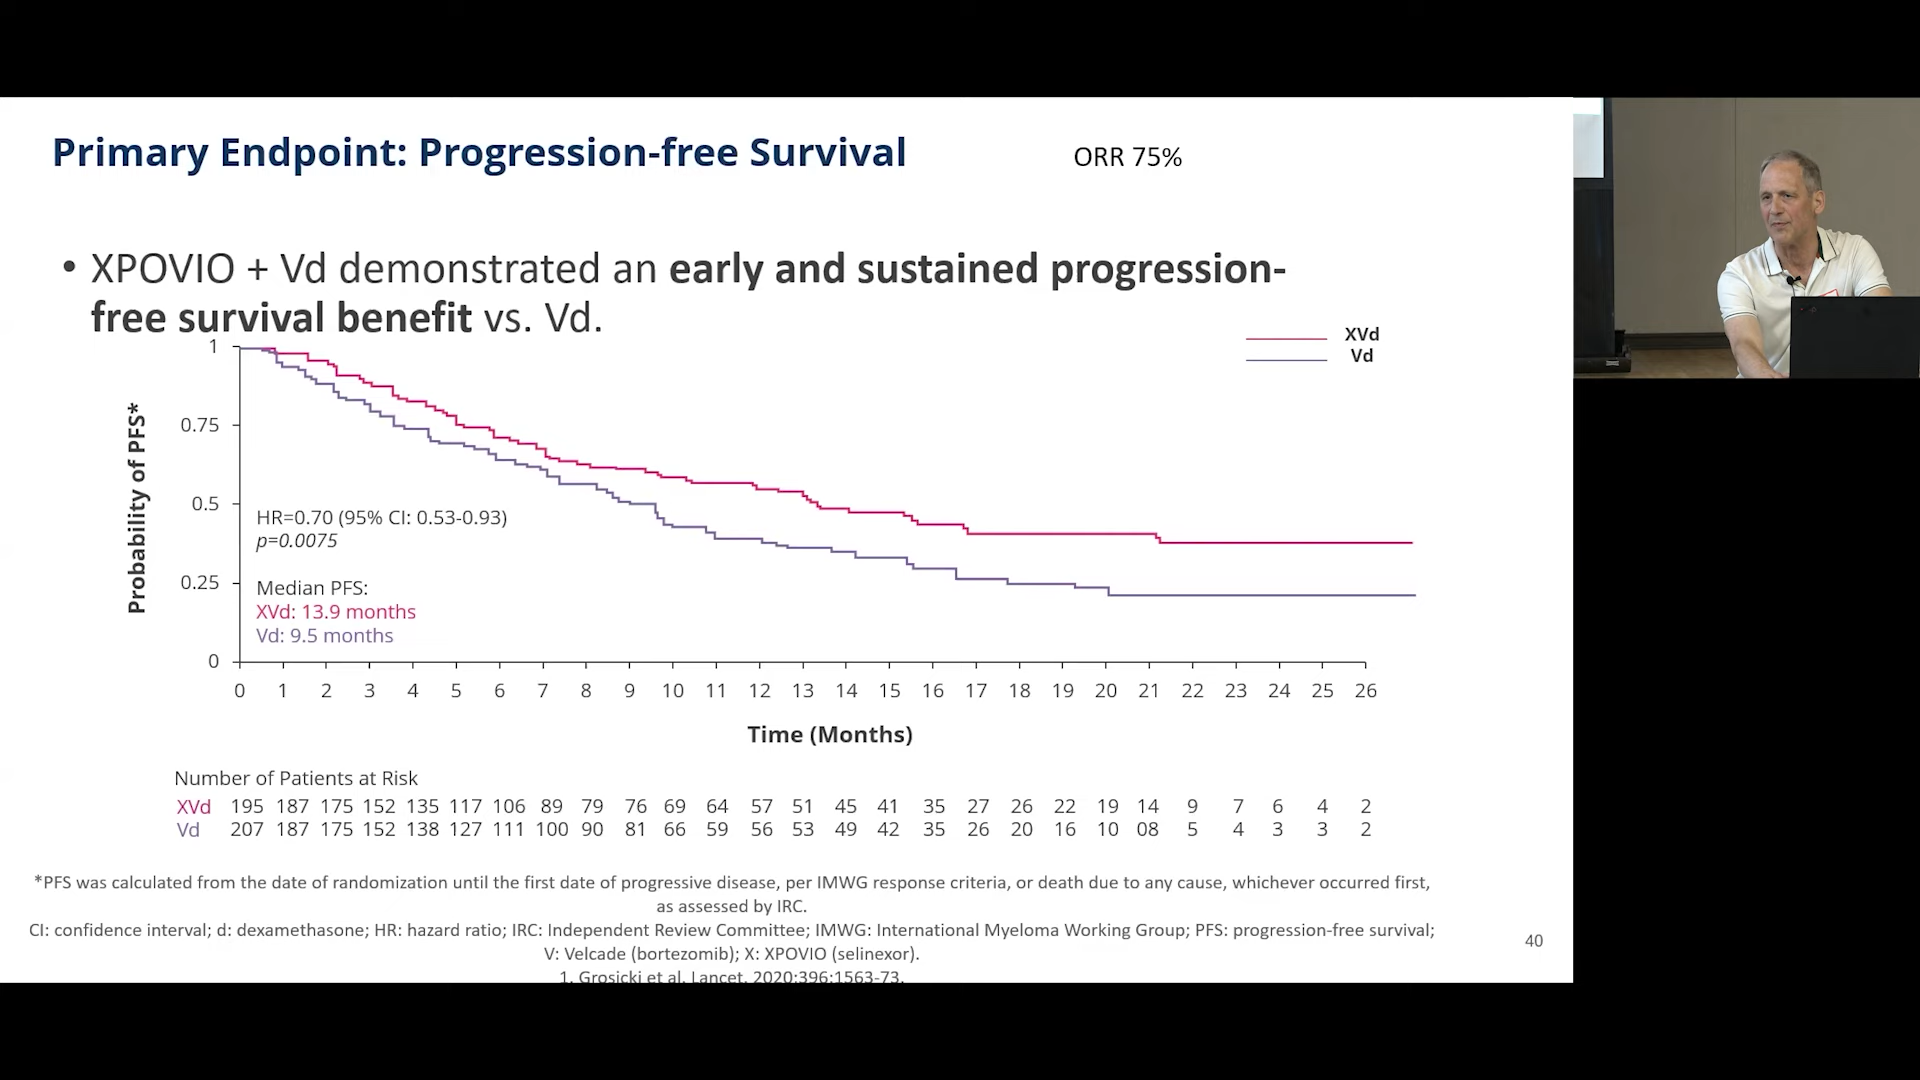 Primary Endpoint: Progression-free Survival
ORR 75%
• XPOVIO + Vd demonstrated an early and sustained progression-
free survival benefit vs. Vd.
XVd
Vd
Probability of PFS*
1
0.75
0.5
0.25
0
HR=0.70 (95% CI: 0.53-0.93)
p=0.0075
Median PFS:
XVd: 13.9 months
Vd: 9.5 months
0 1 2 3 4 5 6 7 8 9 10 11 12 13 14 15 16 17 18 19 20 21 22 23 24 25 26
Time (Months)
Number of Patients at Risk
XVd 195 187 175 152 135 117 106 89 79 76 69 64 57 51 45 41 35 27 26 22 19 14 9 7 6 4 2
Vd 207 187 175 152 138 127 111 100 90 81 66 59 56 53 49 42 35 26 20 16 10 08 5 4 3 3 2
*PFS was calculated from the date of randomization until the first date of progressive disease, per IMWG response criteria, or death due to any cause, whichever occurred first,
as assessed by IRC.
CI: confidence interval; d: dexamethasone; HR: hazard ratio; IRC: Independent Review Committee; IMWG: International Myeloma Working Group; PFS: progression-free survival;
V: Velcade (bortezomib); X: XPOVIO (selinexor).
1. Grosicki et al. Lancet. 2020;396:1563-73.
40